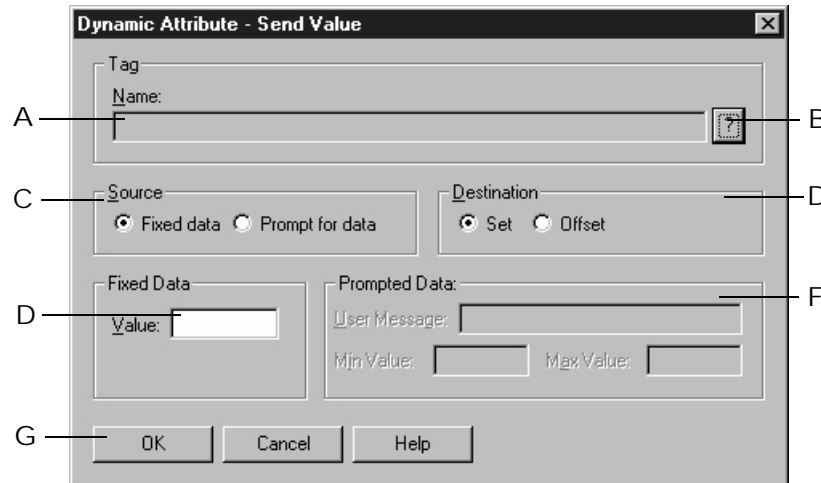 Dynamic Attribute - Send Value
Tag
Name:
A
?
B
C
Source
Fixed data Prompt for data
Destination
Set Offset
D
Fixed Data
D
Value:
Prompted Data:
F
User Message:
Min Value: Max Value:
G
OK Cancel Help